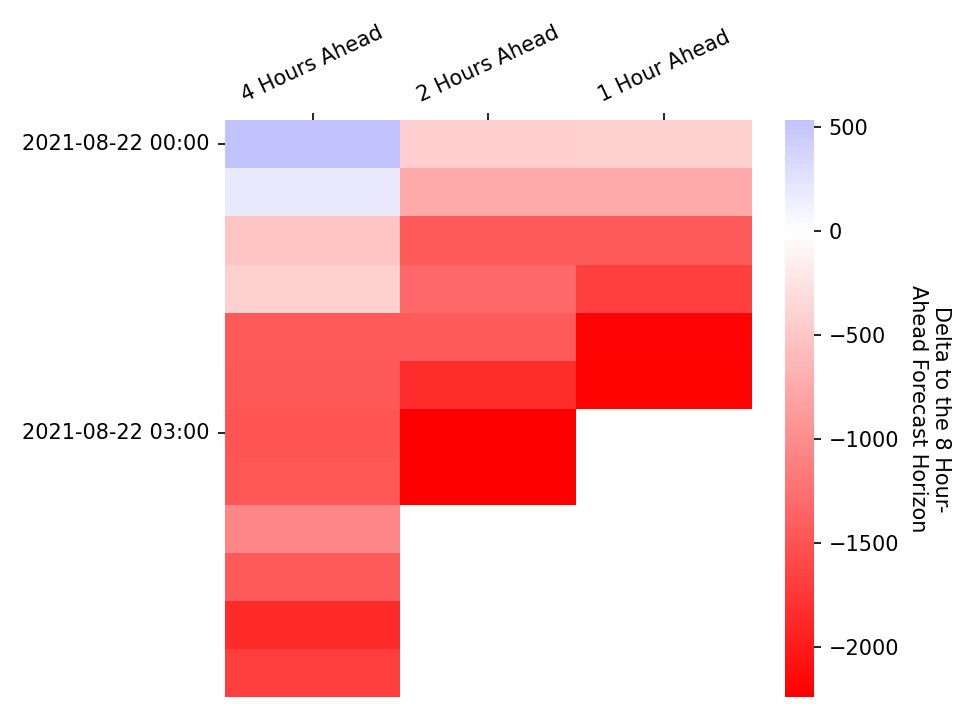 4 Hours Ahead
2 Hours Ahead
1 Hour Ahead
2021-08-22 00:00
2021-08-22 03:00
500
0
−500
−1000
−1500
−2000
Delta to the 8 Hour-
Ahead Forecast Horizon